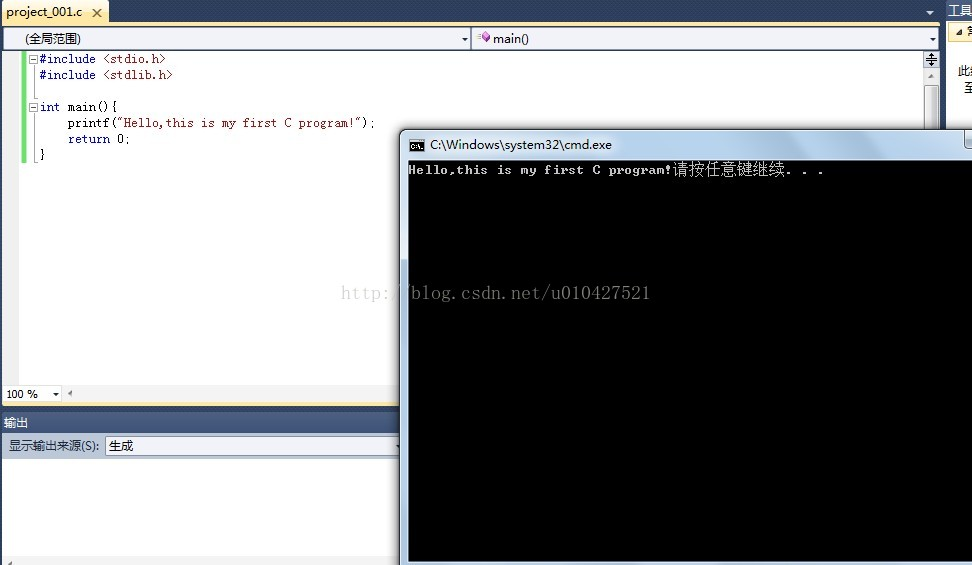 project_001.c
工具
(全局范围)
main()
#include <stdio.h>
#include <stdlib.h>
int main(){
printf("Hello,this is my first C program!");
return 0;
}
C:\Windows\system32\cmd.exe
Hello,this is my first C program!请按任意键继续. . .
http://blog.csdn.net/u010427521
100 %
输出
显示输出来源(S): 生成